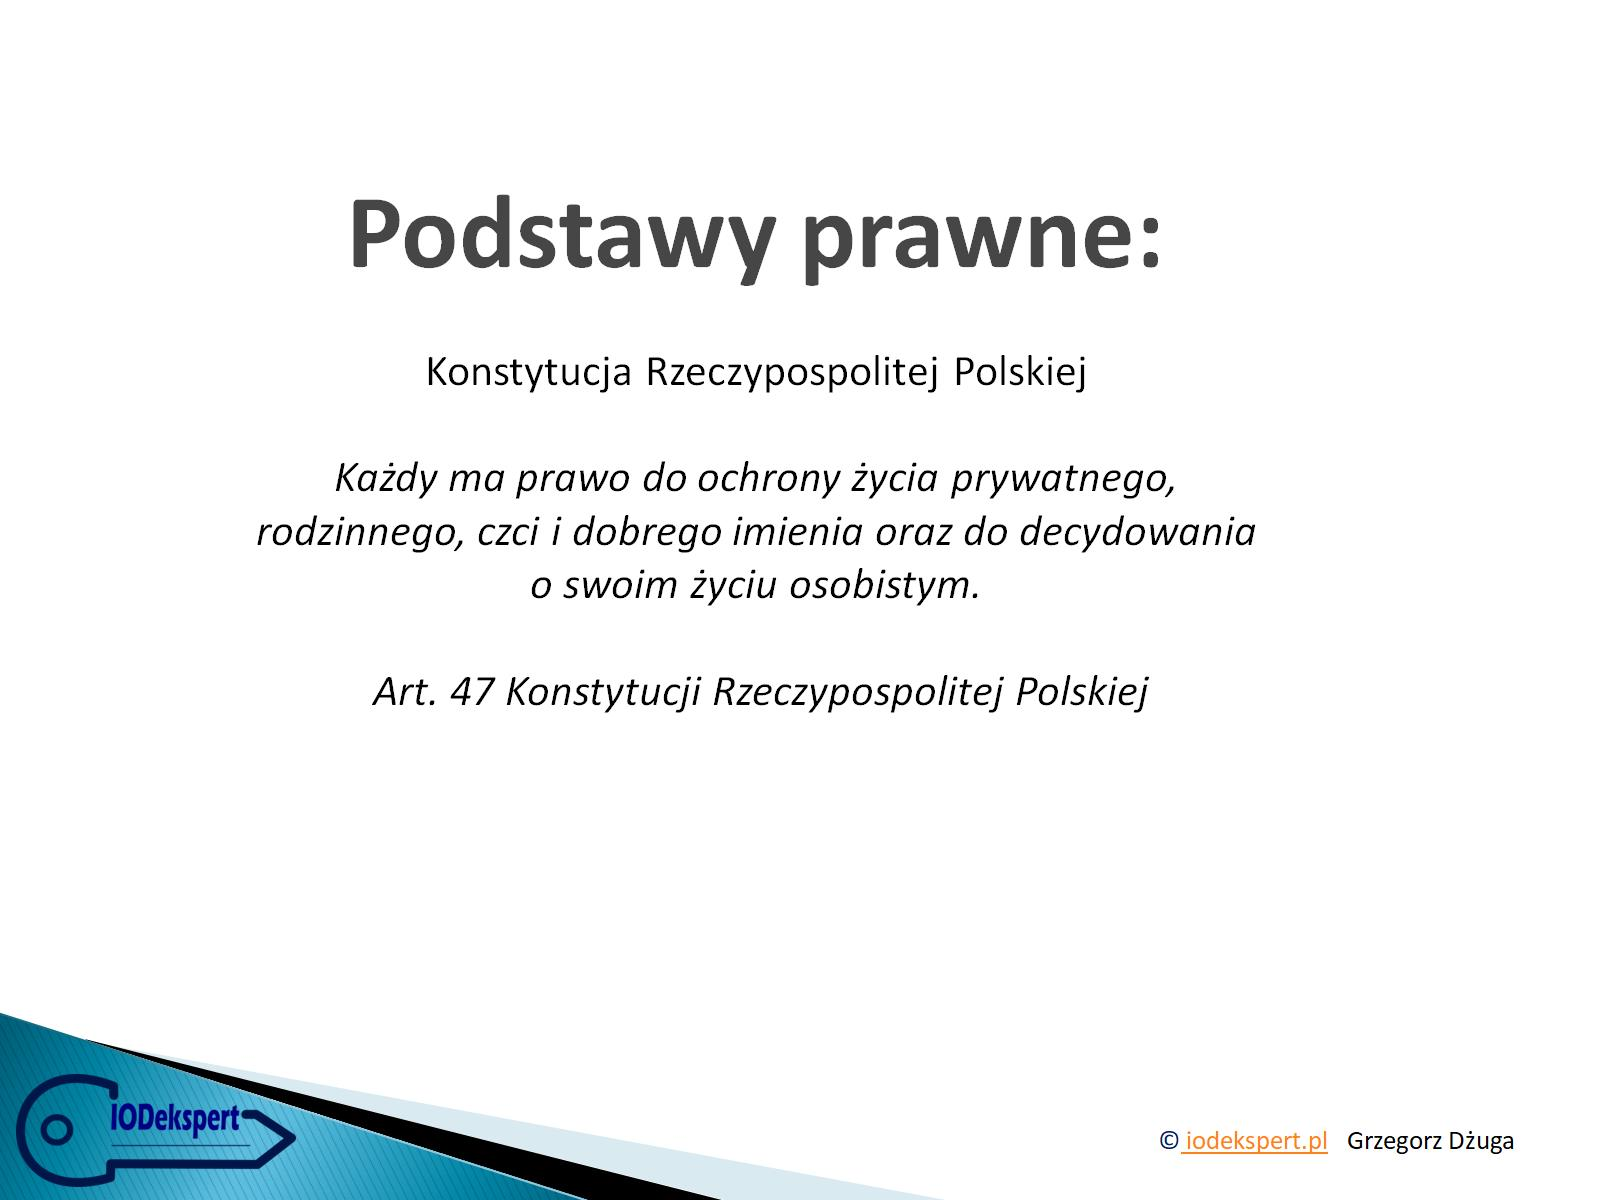 Podstawy prawne:
Konstytucja Rzeczypospolitej Polskiej
Każdy ma prawo do ochrony życia prywatnego,
rodzinnego, czci i dobrego imienia oraz do decydowania
o swoim życiu osobistym.
Art. 47 Konstytucji Rzeczypospolitej Polskiej
IODekspert
© iodekspert.pl Grzegorz Dżuga